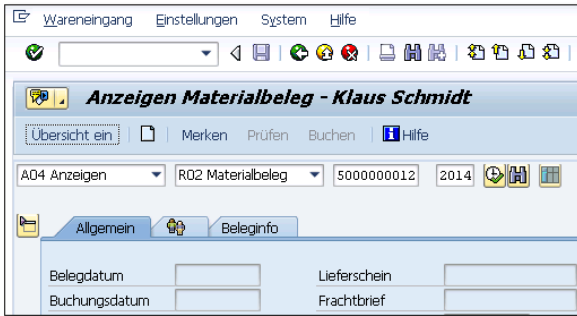 Wareneingang Einstellungen System Hilfe
Anzeigen Materialbeleg - Klaus Schmidt
Übersicht ein Merken Prüfen Buchen Hilfe
A04 Anzeigen R02 Materialbeleg 5000000012 2014
Allgemein Beleginfo
Belegdatum Lieferschein
Buchungsdatum Frachtbrief